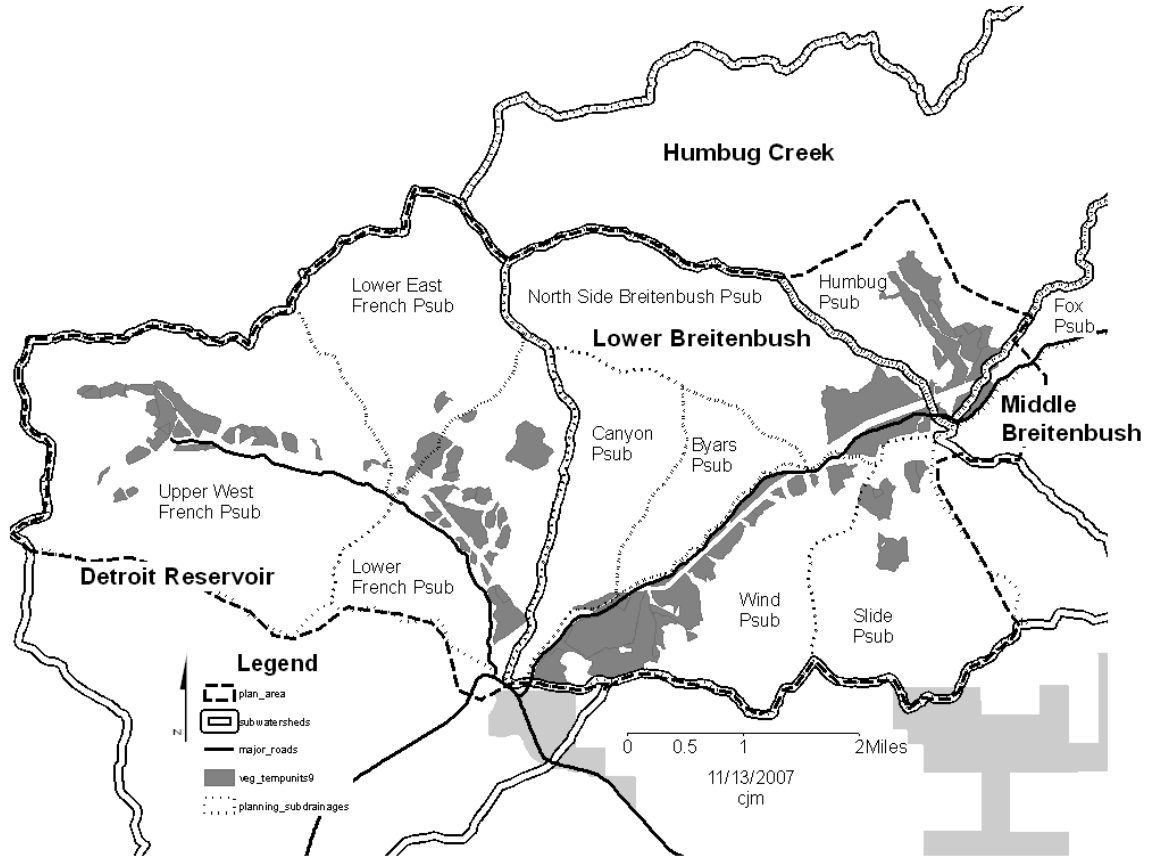 Humbug Creek
Lower East
French Psub
North Side Breitenbush Psub
Humbug
Psub
Fox
Psub
Lower Breitenbush
Middle
Breitenbush
Canyon
Psub
Byars
Psub
Upper West
French Psub
Detroit Reservoir
Lower
French Psub
Wind
Psub
Slide
Psub
Legend
plan_area
subwatersheds
major_roads
veg_tempunits9
planning_subdrainages
N
0 0.5 1 2Miles
11/13/2007
cjm